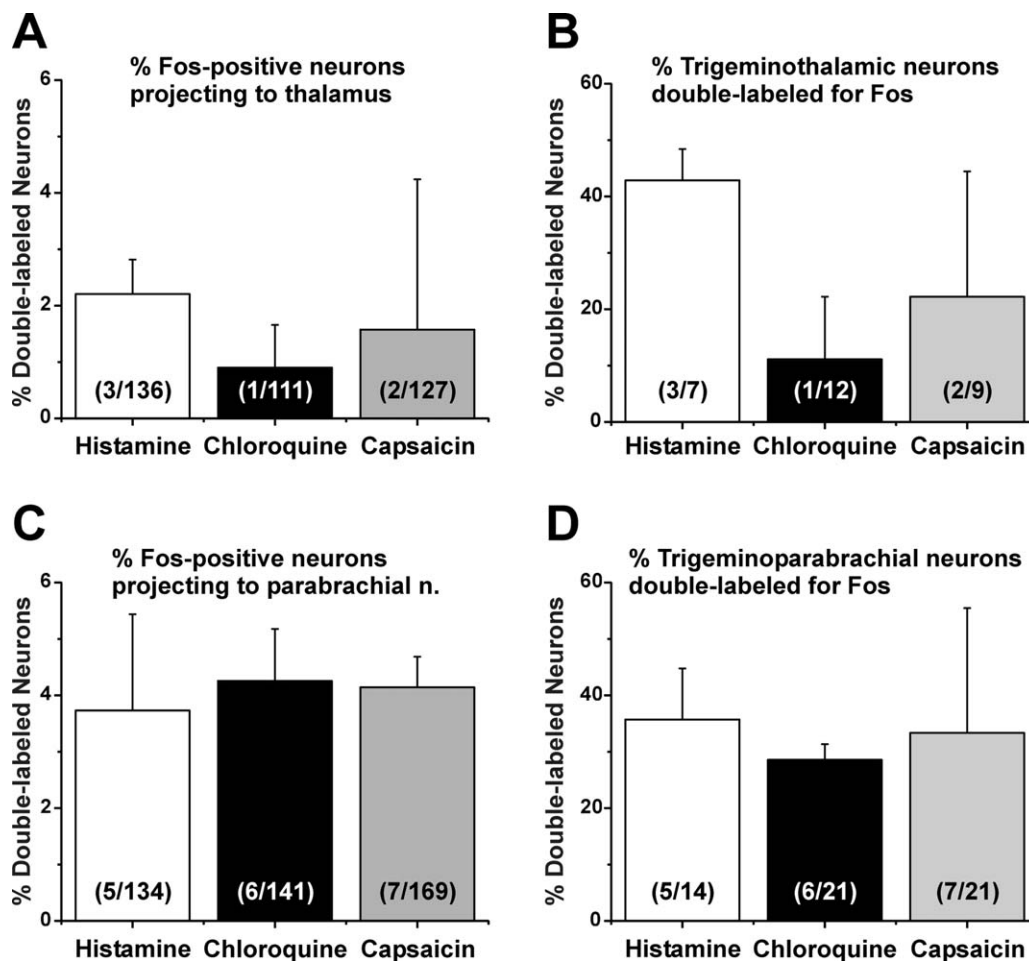 A
% Fos-positive neurons
projecting to thalamus
% Double-labeled Neurons
6
4
2
0
(3/136)
(1/111)
(2/127)
Histamine Chloroquine Capsaicin
B
% Trigeminothalamic neurons
double-labeled for Fos
% Double-labeled Neurons
60
40
20
0
(3/7)
(1/12)
(2/9)
Histamine Chloroquine Capsaicin
C
% Fos-positive neurons
projecting to parabrachial n.
% Double-labeled Neurons
6
4
2
0
(5/134)
(6/141)
(7/169)
Histamine Chloroquine Capsaicin
D
% Trigeminoparabrachial neurons
double-labeled for Fos
% Double-labeled Neurons
60
40
20
0
(5/14)
(6/21)
(7/21)
Histamine Chloroquine Capsaicin